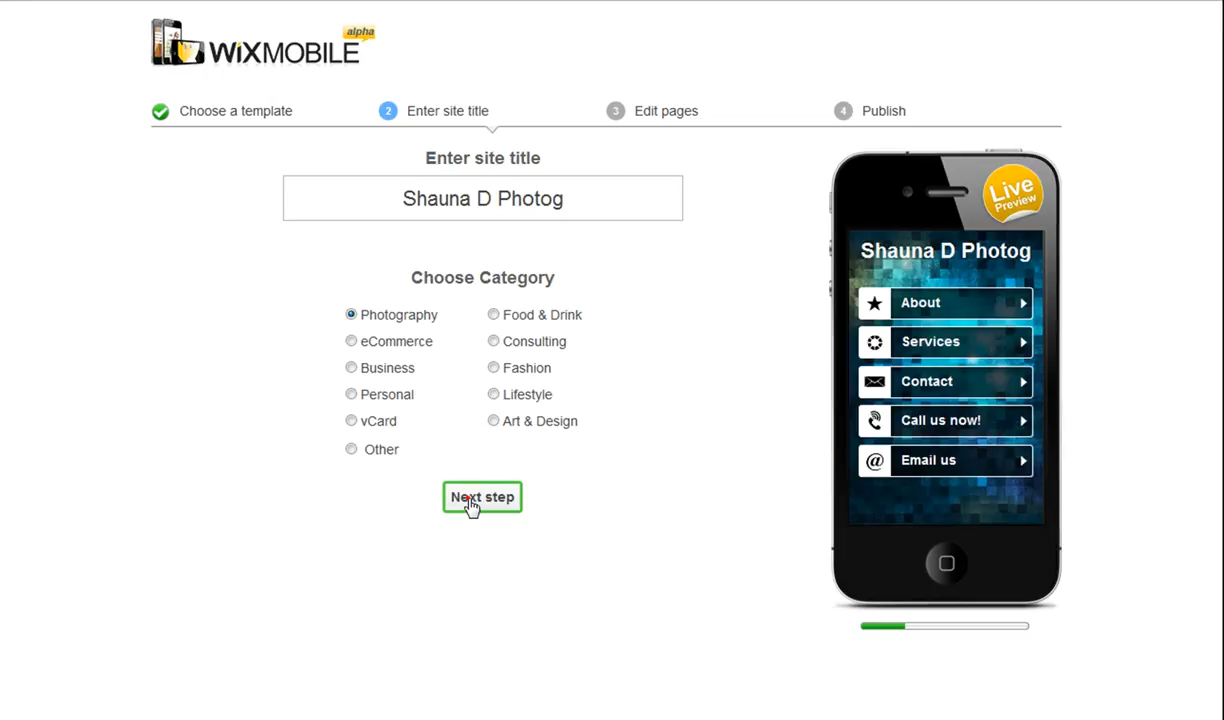 alpha
WiXMOBILE
Choose a template
2 Enter site title
3 Edit pages
4 Publish
Enter site title
Shauna D Photog
Choose Category
Photography
Food & Drink
eCommerce
Consulting
Business
Fashion
Personal
Lifestyle
vCard
Art & Design
Other
Next step
Live
Preview
Shauna D Photog
About
Services
Contact
Call us now!
@ Email us